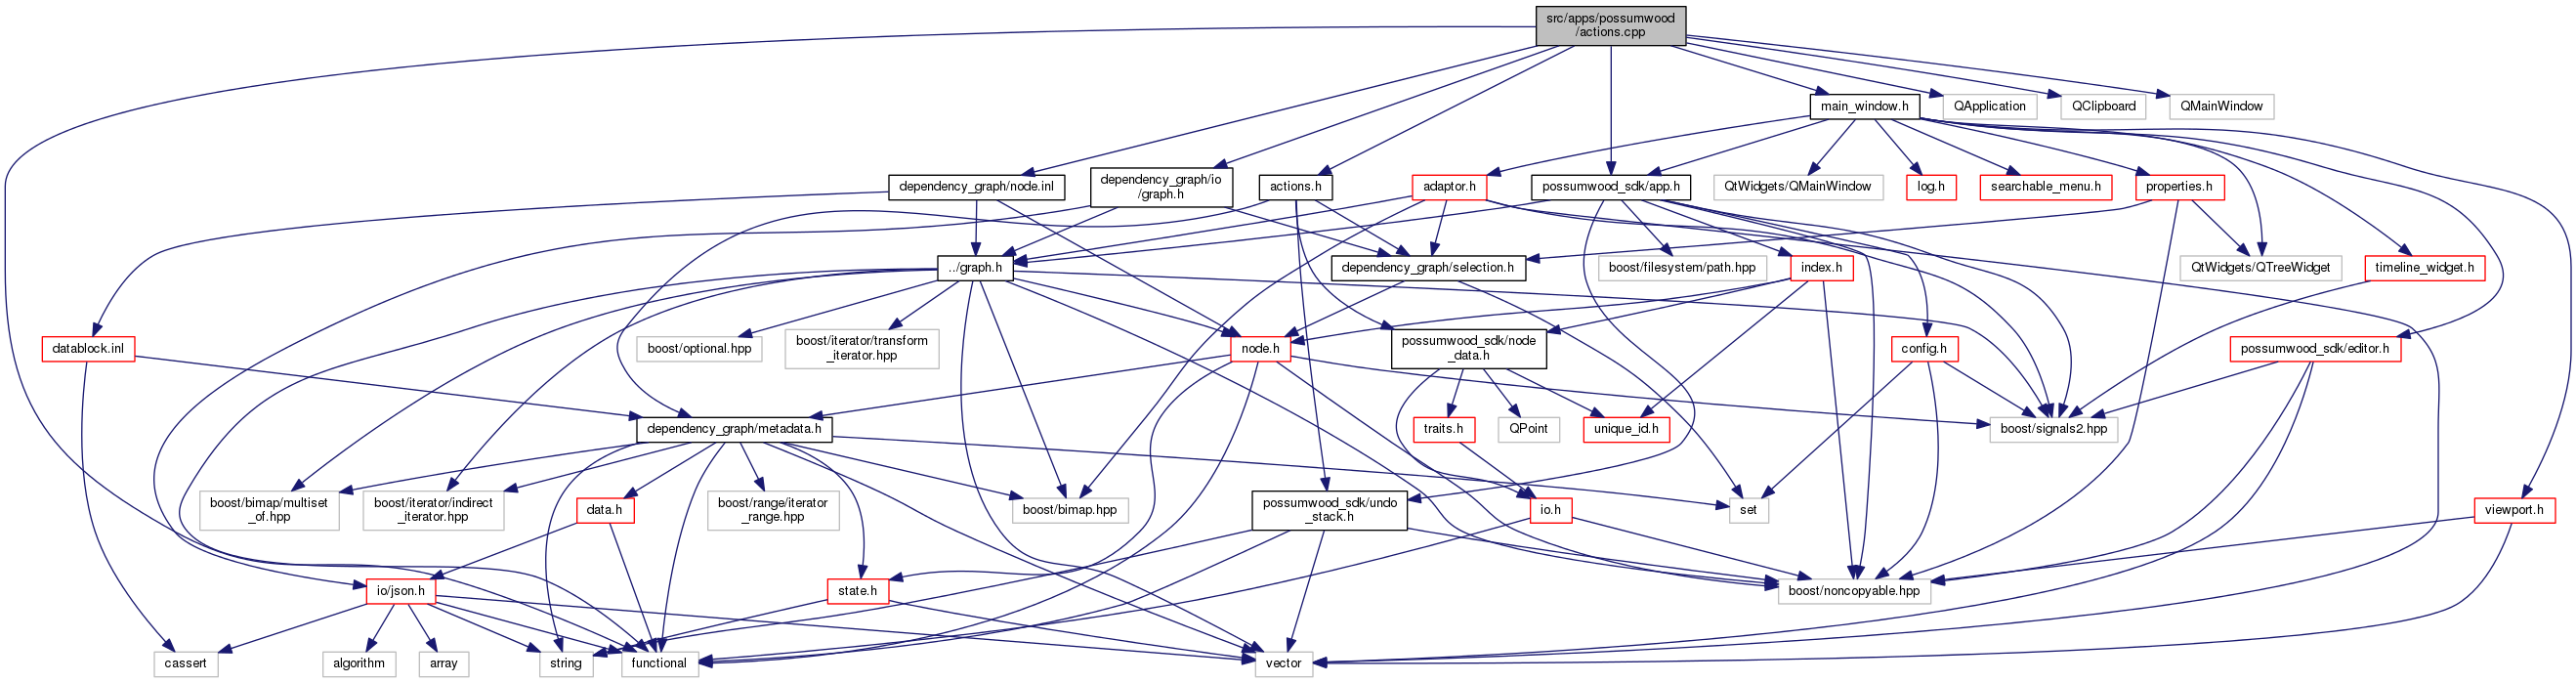 src/apps/possumwood
/actions.cpp
main_window.h
QApplication
QClipboard
QMainWindow
dependency_graph/node.inl
dependency_graph/io
/graph.h
actions.h
adaptor.h
possumwood_sdk/app.h
QtWidgets/QMainWindow
log.h
searchable_menu.h
properties.h
../graph.h
dependency_graph/selection.h
boost/filesystem/path.hpp
index.h
QtWidgets/QTreeWidget
timeline_widget.h
datablock.inl
boost/optional.hpp
boost/iterator/transform
_iterator.hpp
node.h
possumwood_sdk/node
_data.h
config.h
possumwood_sdk/editor.h
dependency_graph/metadata.h
traits.h
QPoint
unique_id.h
boost/signals2.hpp
boost/bimap/multiset
_of.hpp
boost/iterator/indirect
_iterator.hpp
data.h
boost/range/iterator
_range.hpp
boost/bimap.hpp
possumwood_sdk/undo
_stack.h
io.h
set
viewport.h
io/json.h
state.h
boost/noncopyable.hpp
cassert
algorithm
array
string
functional
vector